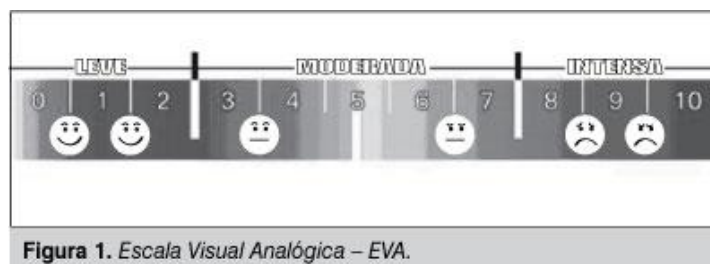 LEVE MODERADA INTENSA
0 1 2 3 4 5 6 7 8 9 10
Figura 1. Escala Visual Analógica – EVA.